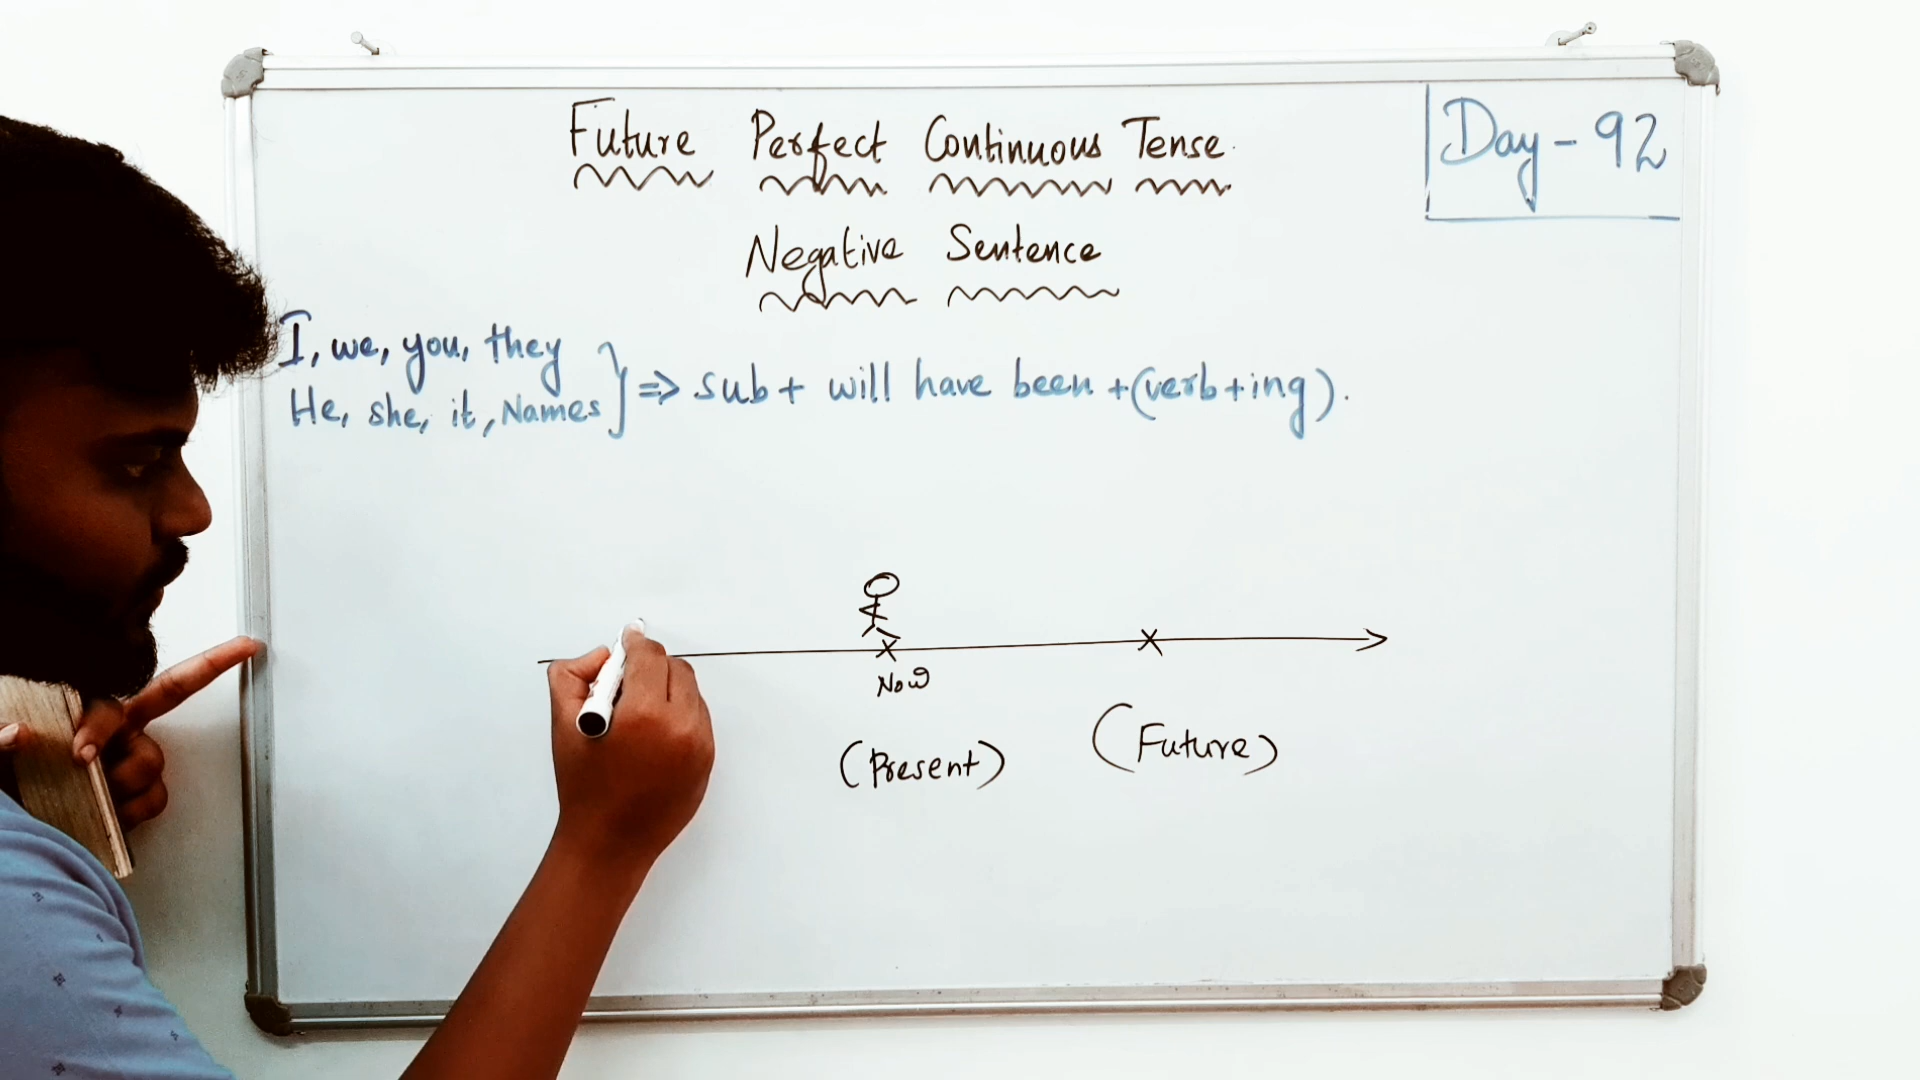 Future Perfect Continuous Tense.
Day - 92
Negative Sentence
I, we, you, they
He, she, it, Names } => sub + will have been + (verb + ing).
Now
(Present)
(Future)